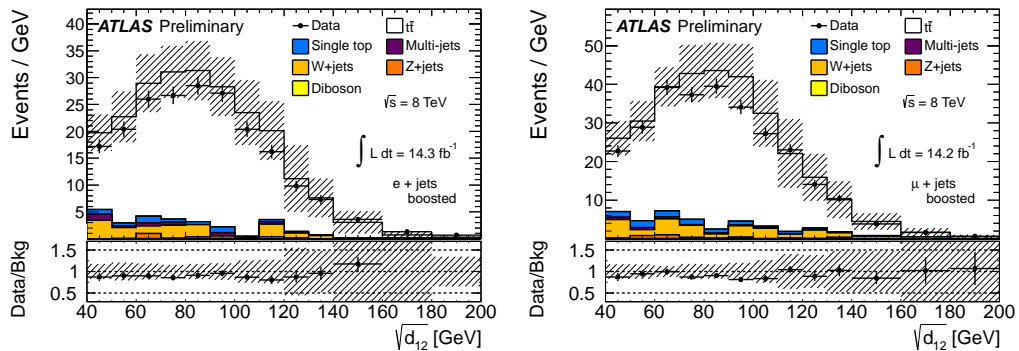 ATLAS Preliminary
Data
tt̄
Single top
Multi-jets
W+jets
Z+jets
Diboson
√s = 8 TeV
∫ L dt = 14.3 fb⁻¹
e + jets
boosted
Events / GeV
40
35
30
25
20
15
10
5
0
Data/Bkg
1.5
1
0.5
40 60 80 100 120 140 160 180 200
√d₁₂ [GeV]
ATLAS Preliminary
Data
tt̄
Single top
Multi-jets
W+jets
Z+jets
Diboson
√s = 8 TeV
∫ L dt = 14.2 fb⁻¹
μ + jets
boosted
Events / GeV
50
40
30
20
10
0
Data/Bkg
1.5
1
0.5
40 60 80 100 120 140 160 180 200
√d₁₂ [GeV]